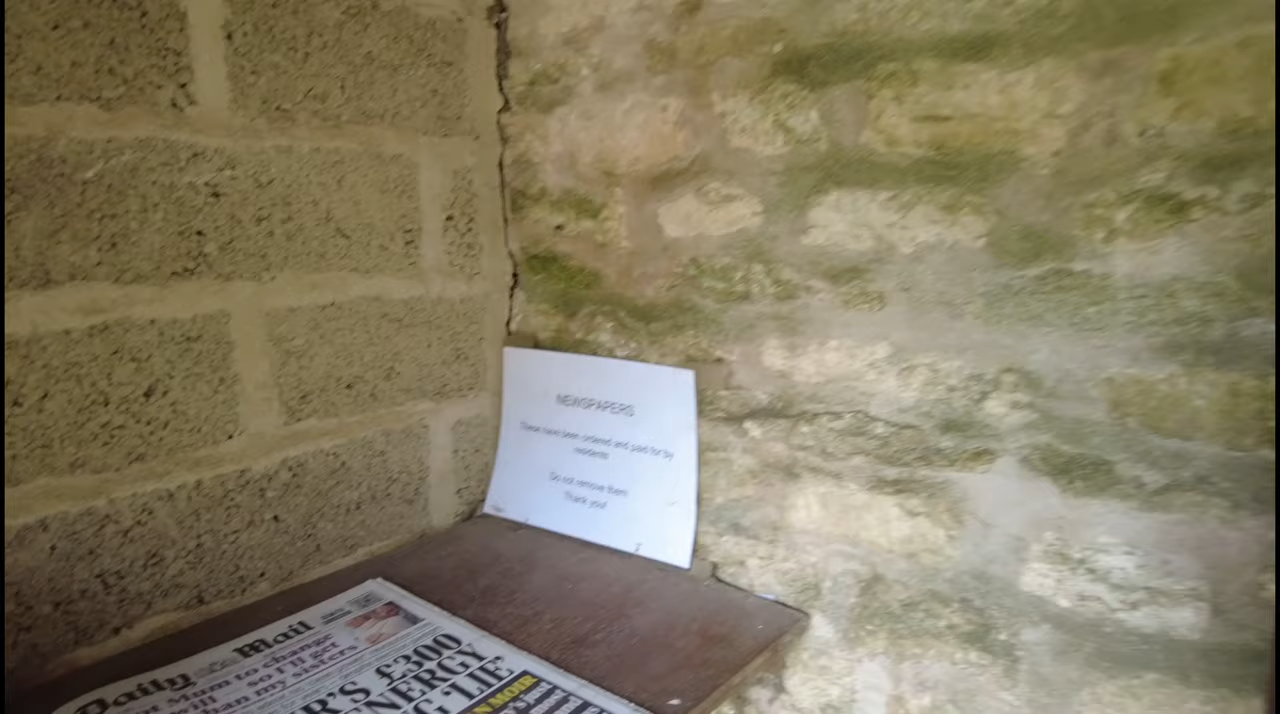 NEWSPAPERS
These have been ordered and paid for by
residents
Do not remove them
Thank you!
Daily Mail
Mum to change
will so I'll get
than my sisters
R'S £300
ENERGY
G 'LIE'